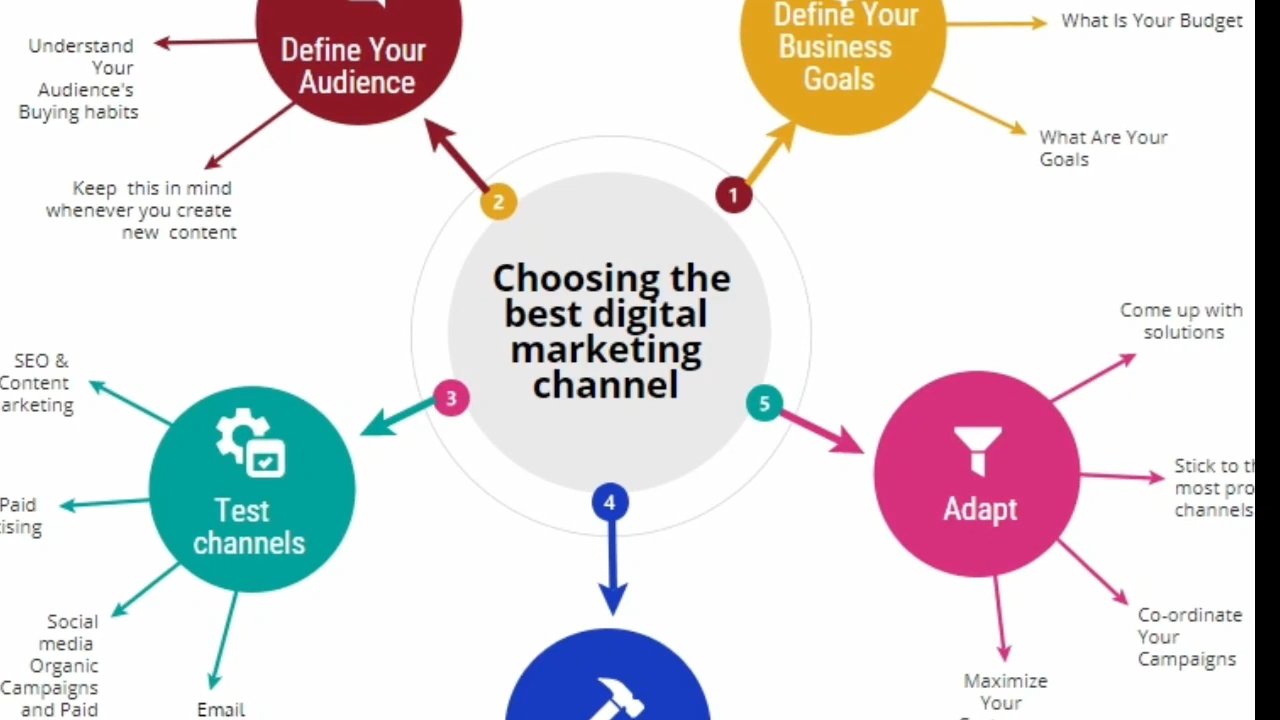 Define Your
Business
Goals
What Is Your Budget
What Are Your
Goals
1
Define Your
Audience
Understand
Your
Audience's
Buying habits
Keep this in mind
whenever you create
new content
2
Choosing the
best digital
marketing
channel
3
Test
channels
SEO &
Content
Paid
Social
media
Organic
Campaigns
and Paid
Email
4
5
Adapt
Come up with
solutions
Stick to
most
channels
Co-ordinate
Your
Campaigns
Maximize
Your